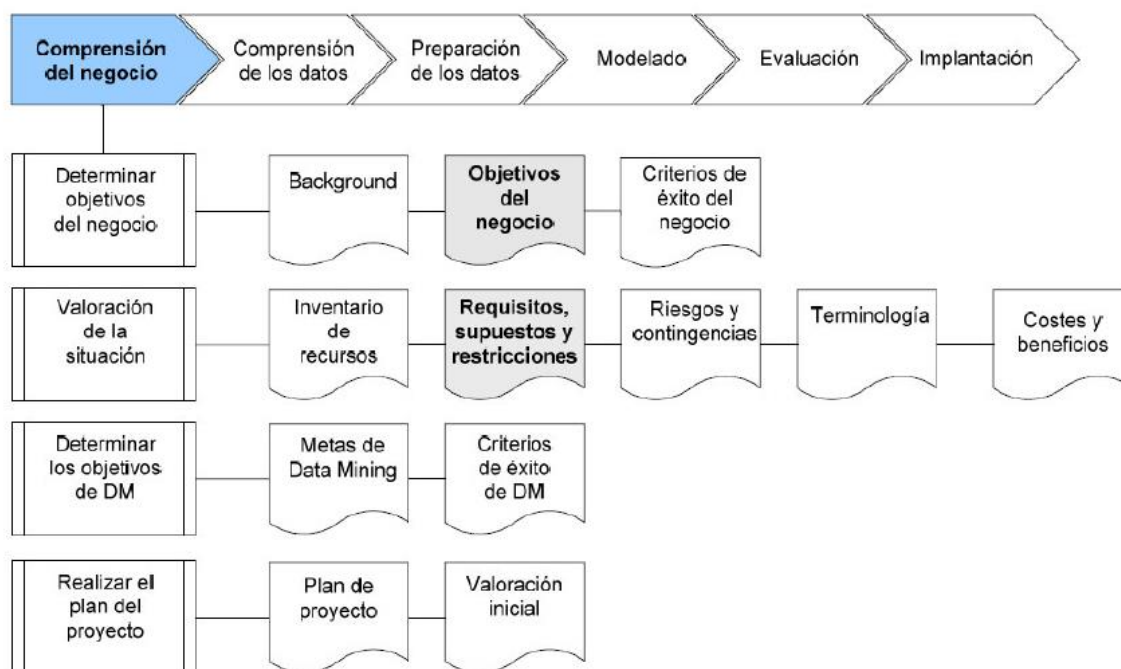 Comprensión
del negocio
Comprensión
de los datos
Preparación
de los datos
Modelado
Evaluación
Implantación
Determinar
objetivos
del negocio
Background
Objetivos
del
negocio
Criterios de
éxito del
negocio
Valoración
de la
situación
Inventario
de
recursos
Requisitos,
supuestos y
restricciones
Riesgos y
contingencias
Terminología
Costes y
beneficios
Determinar
los objetivos
de DM
Metas de
Data Mining
Criterios
de éxito
de DM
Realizar el
plan del
proyecto
Plan de
proyecto
Valoración
inicial